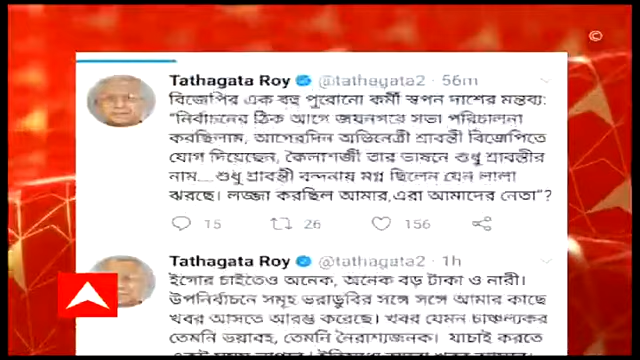 ©
Tathagata Roy @tathagata2 · 56m
বিজেপির এক বহু পুরোনো কর্মী স্বপন দাশের মন্তব্য:
“নির্বাচনের ঠিক আগে জয়নগরে সভা পরিচালনা
করছিলাম, আগেরদিন অভিনেত্রী শ্রাবন্তী বিজেপিতে
যোগ দিয়েছেন, কৈলাশজী তার ভাষনে শুধু শ্রাবন্তীর
নাম.... শুধু শ্রাবন্তী বন্দনায় মগ্ন ছিলেন যেন লালা
ঝরছে। লজ্জা করছিল আমার,এরা আমাদের নেতা”?
15 26 156
Tathagata Roy @tathagata2 · 1h
ইগোর চাইতেও অনেক, অনেক বড় টাকা ও নারী।
উপনির্বাচনে সমূহ ভরাডুবির সঙ্গে সঙ্গে আমার কাছে
খবর আসতে আরম্ভ করেছে। খবর যেমন চাঞ্চল্যকর
তেমনি ভয়াবহ, তেমনি নৈরাশ্যজনক। যাচাই করতে